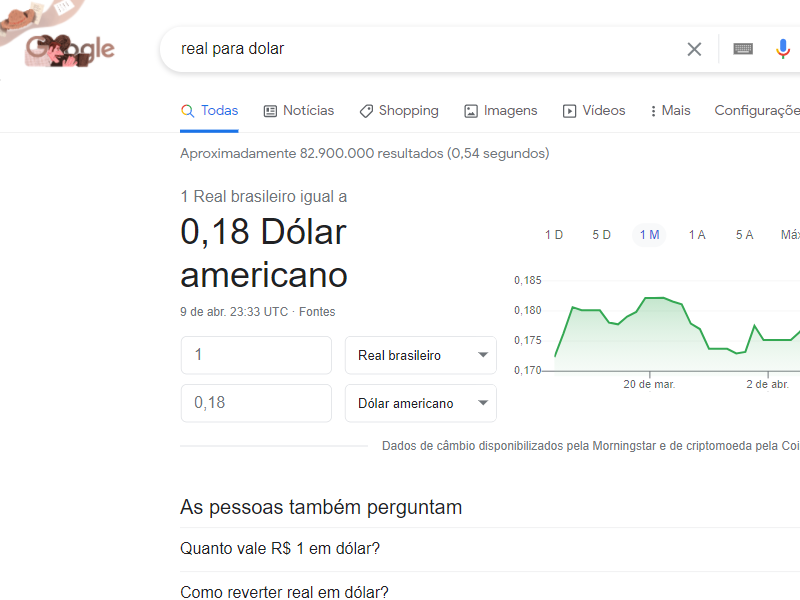 Google
real para dolar
Todas
Notícias
Shopping
Imagens
Vídeos
Mais
Aproximadamente 82.900.000 resultados (0,54 segundos)
1 Real brasileiro igual a
0,18 Dólar
americano
9 de abr. 23:33 UTC · Fontes
1
Real brasileiro
0,18
Dólar americano
1 D
5 D
1 M
1 A
5 A
0,185
0,180
0,175
0,170
20 de mar.
2 de abr.
Dados de câmbio disponibilizados pela Morningstar e de criptomoeda pela
As pessoas também perguntam
Quanto vale R$ 1 em dólar?
Como reverter real em dólar?